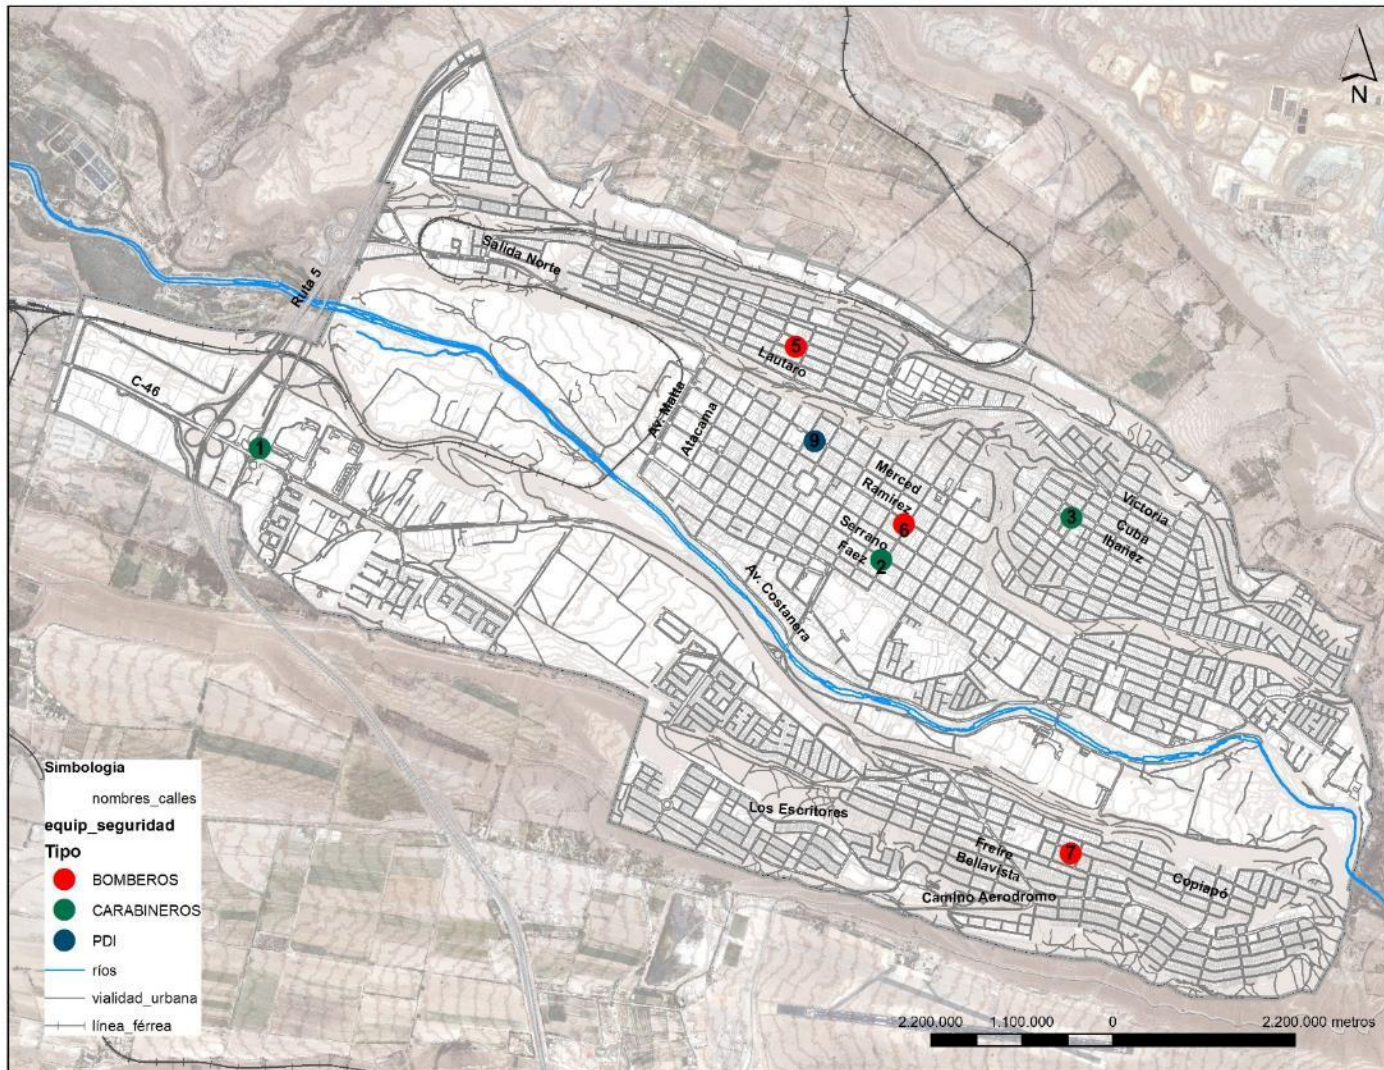 N
Salida Norte
Ruta 5
5
Lautaro
C-46
Av. Matta
Atacama
1
9
Merced
Ramirez
6
Serrano
Faez
2
3
Victoria
Cuba
Ibañez
Av. Costanera
Los Escritores
Freire
Bellavista
7
Copiapó
Camino Aerodromo
Simbología
nombres_calles
equip_seguridad
Tipo
BOMBEROS
CARABINEROS
PDI
ríos
vialidad_urbana
línea_férrea
2.200.000 1.100.000 0 2.200.000 metros